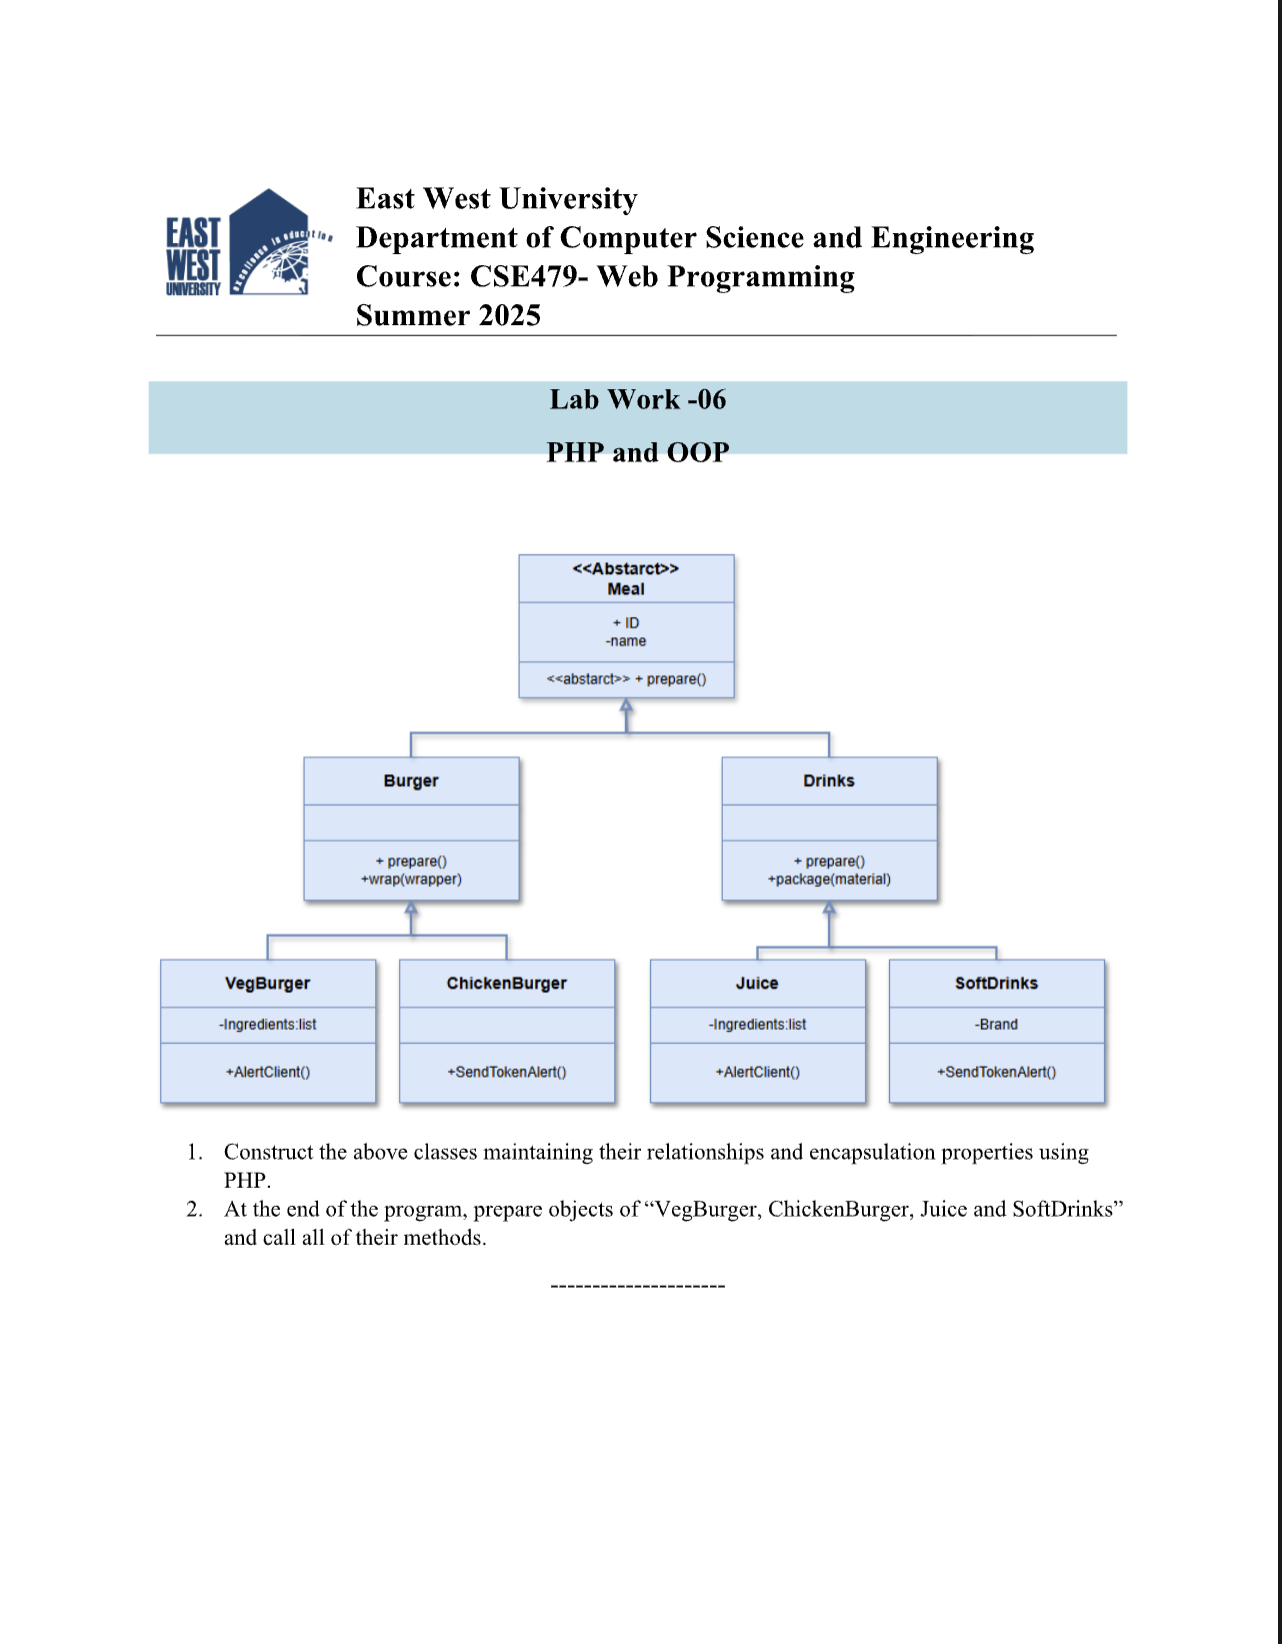 EAST
WEST
UNIVERSITY
Excellence in education
East West University
Department of Computer Science and Engineering
Course: CSE479- Web Programming
Summer 2025
Lab Work -06
PHP and OOP
<<Abstarct>>
Meal
+ ID
-name
<<abstarct>> + prepare()
Burger
+ prepare()
+wrap(wrapper)
Drinks
+ prepare()
+package(material)
VegBurger
-Ingredients:list
+AlertClient()
ChickenBurger
+SendTokenAlert()
Juice
-Ingredients:list
+AlertClient()
SoftDrinks
-Brand
+SendTokenAlert()
1. Construct the above classes maintaining their relationships and encapsulation properties using
PHP.
2. At the end of the program, prepare objects of “VegBurger, ChickenBurger, Juice and SoftDrinks”
and call all of their methods.
---------------------